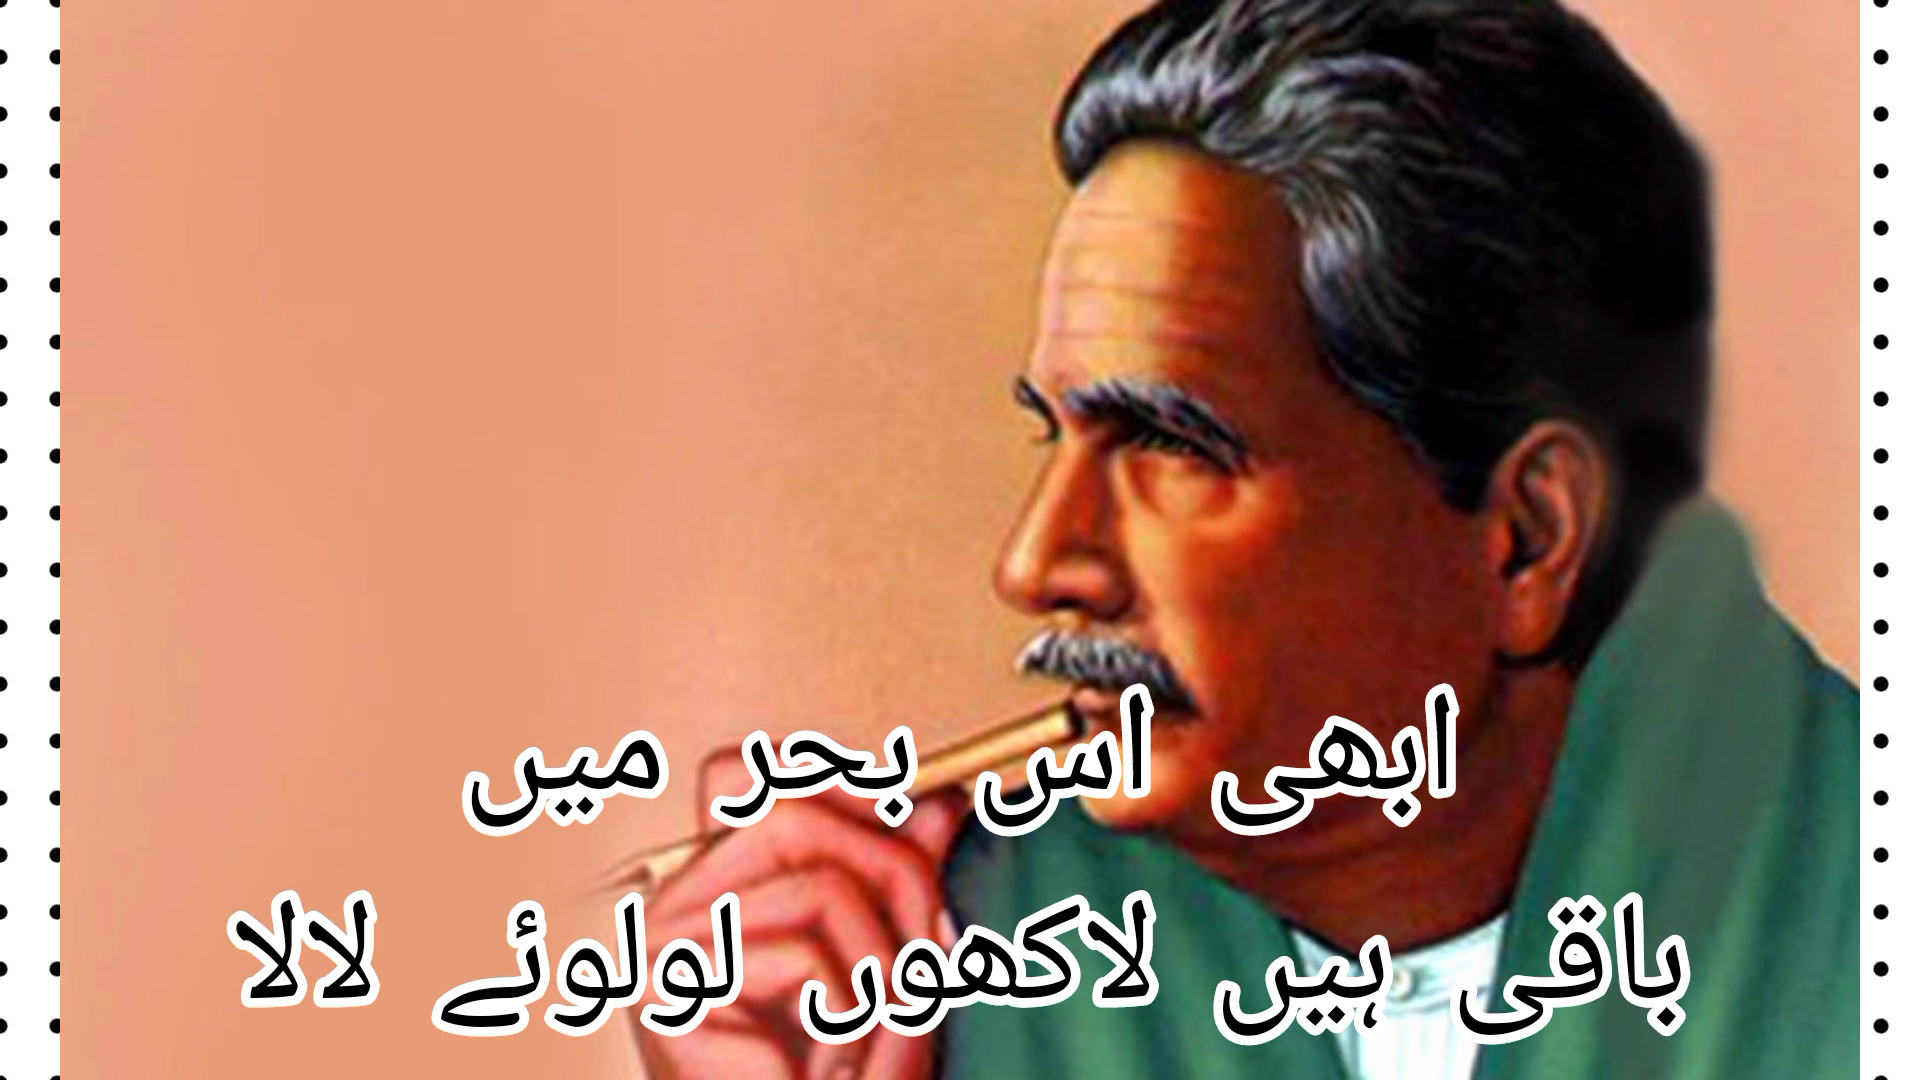 ابھی اس بحر میں
باقی ہیں لاکھوں لولوئے لالا